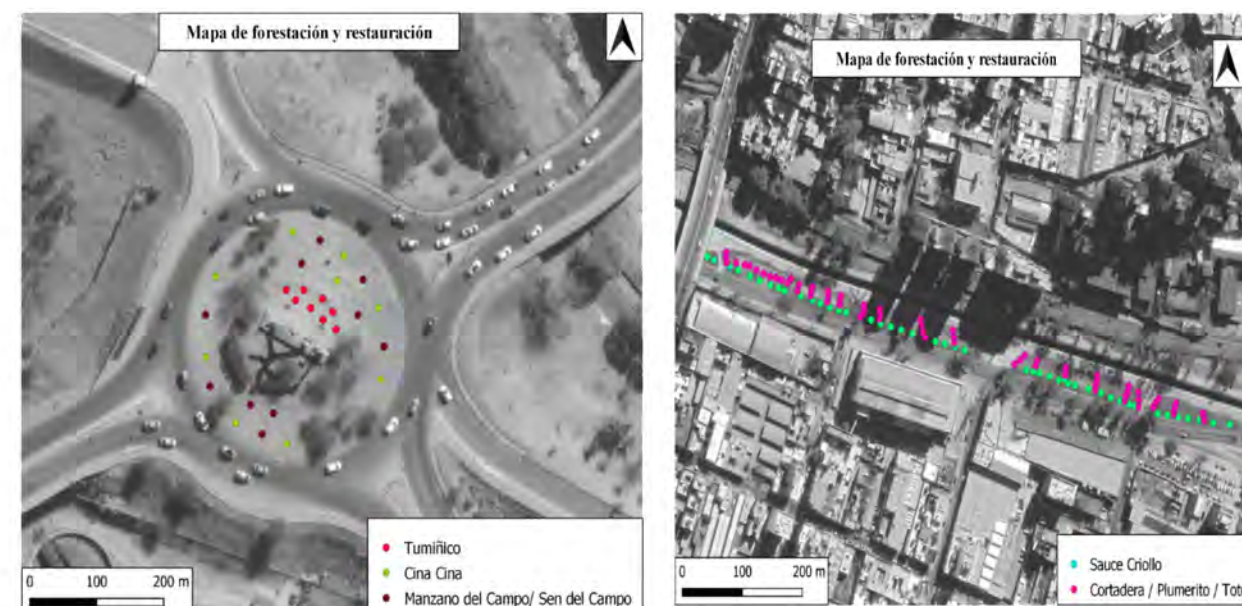 Mapa de forestación y restauración
Tumiñico
Cina Cina
Manzano del Campo/ Sen del Campo
0 100 200 m
Mapa de forestación y restauración
Sauce Criollo
Cortadera / Plumerito / Tot
0 100 200 m